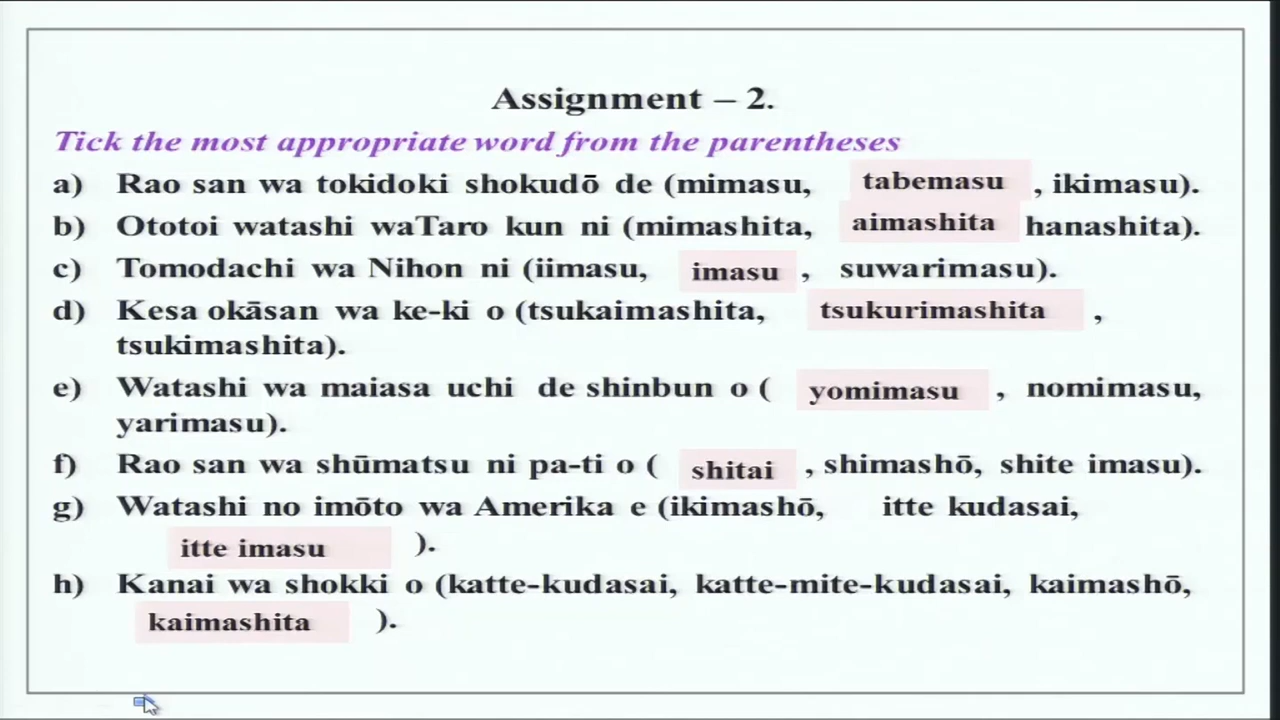 Assignment – 2.
Tick the most appropriate word from the parentheses
a) Rao san wa tokidoki shokudō de (mimasu, tabemasu , ikimasu).
b) Ototoi watashi waTaro kun ni (mimashita, aimashita hanashita).
c) Tomodachi wa Nihon ni (iimasu, imasu , suwarimasu).
d) Kesa okāsan wa ke-ki o (tsukaimashita, tsukurimashita ,
tsukimashita).
e) Watashi wa maiasa uchi de shinbun o ( yomimasu , nomimasu,
yarimasu).
f) Rao san wa shūmatsu ni pa-ti o ( shitai , shimashō, shite imasu).
g) Watashi no imōto wa Amerika e (ikimashō, itte kudasai,
itte imasu ).
h) Kanai wa shokki o (katte-kudasai, katte-mite-kudasai, kaimashō,
kaimashita ).